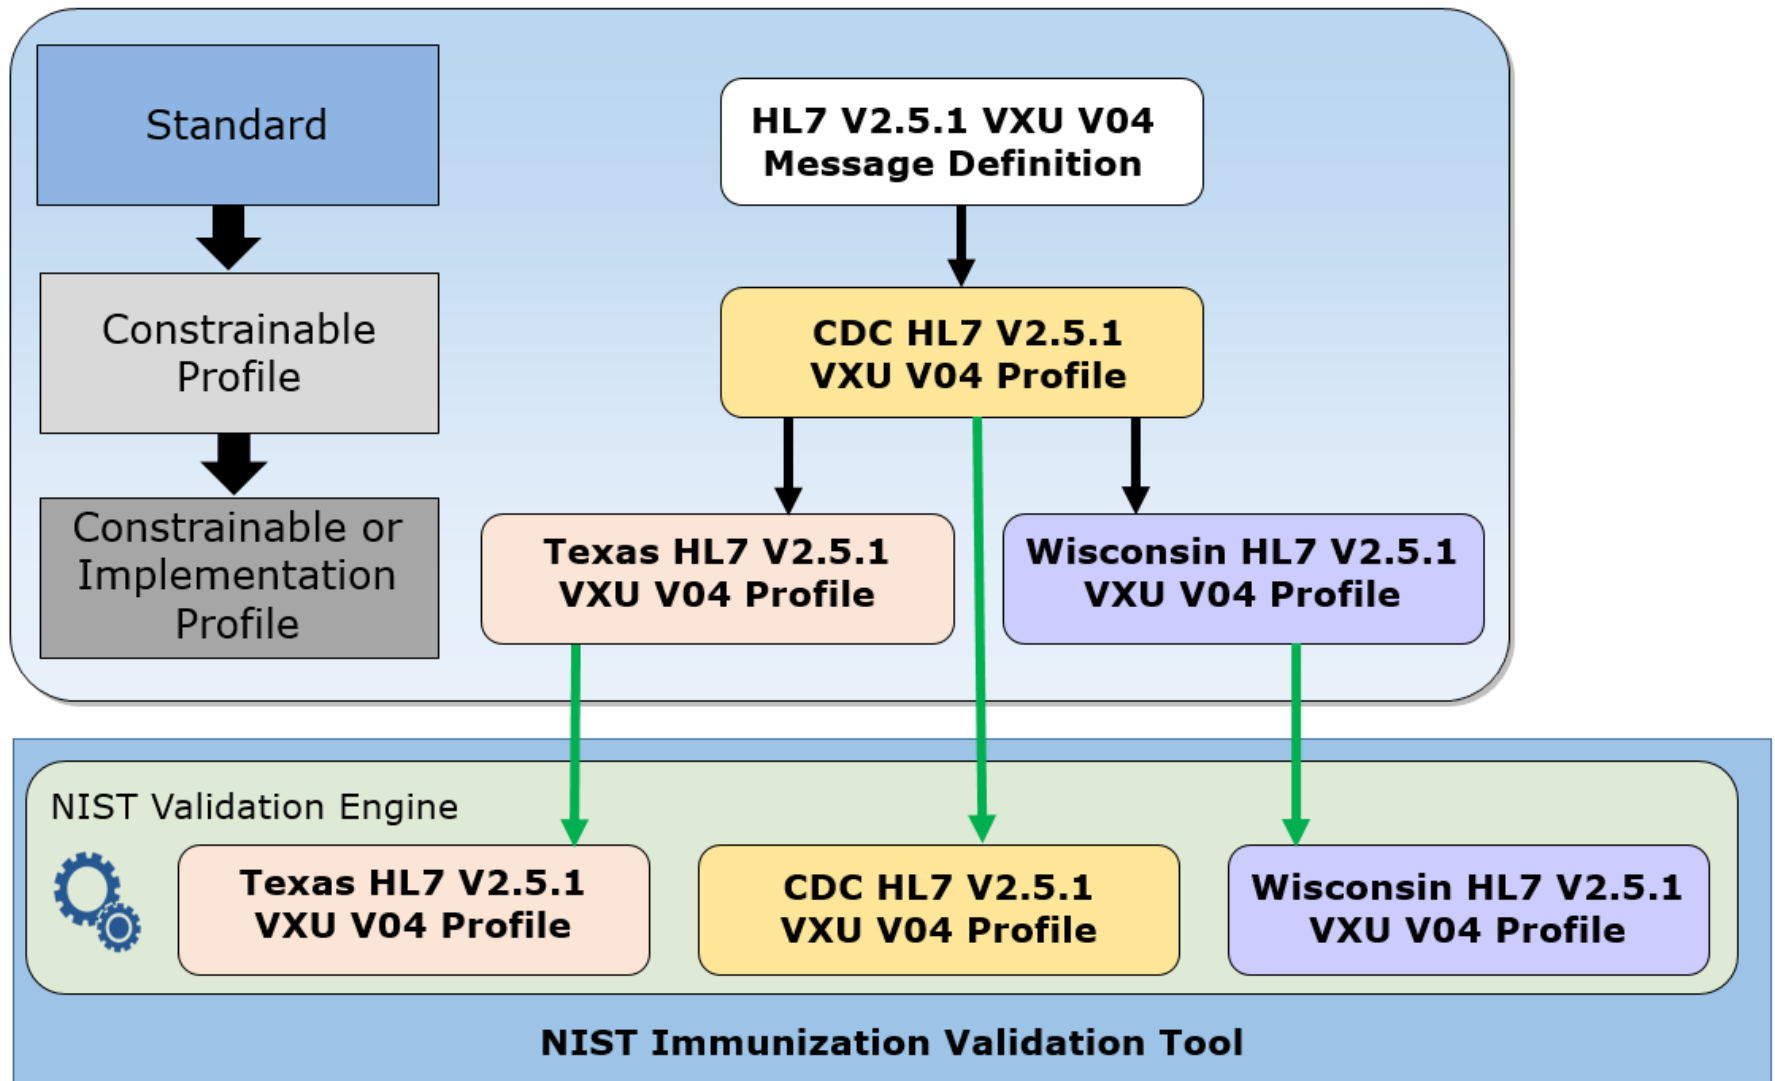 Standard
HL7 V2.5.1 VXU V04
Message Definition
Constrainable
Profile
CDC HL7 V2.5.1
VXU V04 Profile
Constrainable or
Implementation
Profile
Texas HL7 V2.5.1
VXU V04 Profile
Wisconsin HL7 V2.5.1
VXU V04 Profile
NIST Validation Engine
Texas HL7 V2.5.1
VXU V04 Profile
CDC HL7 V2.5.1
VXU V04 Profile
Wisconsin HL7 V2.5.1
VXU V04 Profile
NIST Immunization Validation Tool